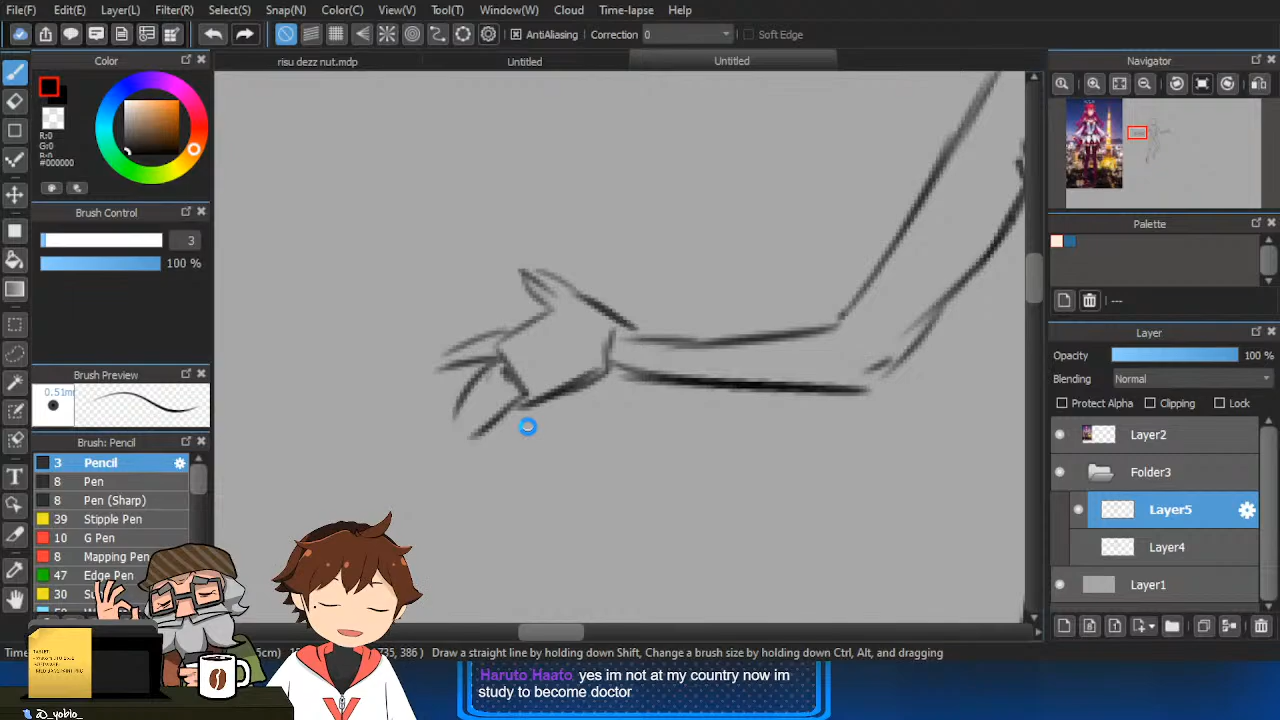 File(F) Edit(E) Layer(L) Filter(R) Select(S) Snap(N) Color(C) View(V) Tool(T) Window(W) Cloud Time-lapse Help
AntiAliasing Correction 0 Soft Edge
Color
risu dezz nut.mdp Untitled Untitled
Navigator
R:0
G:0
B:0
#000000
Brush Control
3
100 %
Palette
---
Layer
Opacity 100 %
Blending Normal
Protect Alpha Clipping Lock
Brush Preview
0.51m
Brush: Pencil
3 Pencil
8 Pen
8 Pen (Sharp)
39 Stipple Pen
10 G Pen
8 Mapping Pen
47 Edge Pen
30
Layer2
Folder3
Layer5
Layer4
Layer1
735, 386 ) Draw a straight line by holding down Shift, Change a brush size by holding down Ctrl, Alt, and dragging
Haruto Haato yes im not at my country now im
study to become doctor